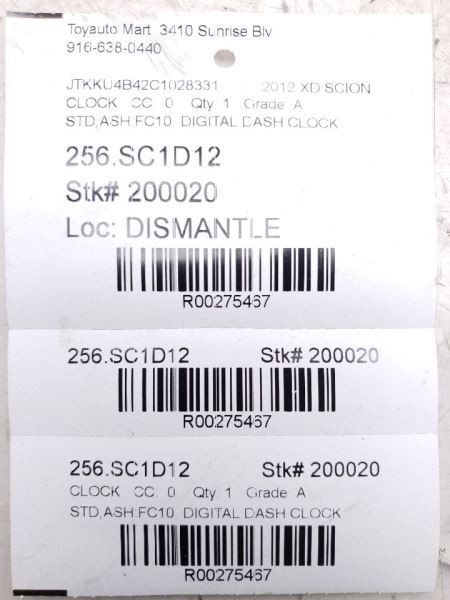 Toyauto Mart 3410 Sunrise Blv
916-638-0440
JTKKU4B42C1028331 2012 XD SCION
CLOCK CC: 0 Qty: 1 Grade A
STD,ASH:FC10 DIGITAL DASH CLOCK
256.SC1D12
Stk# 200020
Loc: DISMANTLE
R00275467
256.SC1D12 Stk# 200020
R00275467
256.SC1D12 Stk# 200020
CLOCK CC: 0 Qty: 1 Grade A
STD,ASH:FC10 DIGITAL DASH CLOCK
R00275467